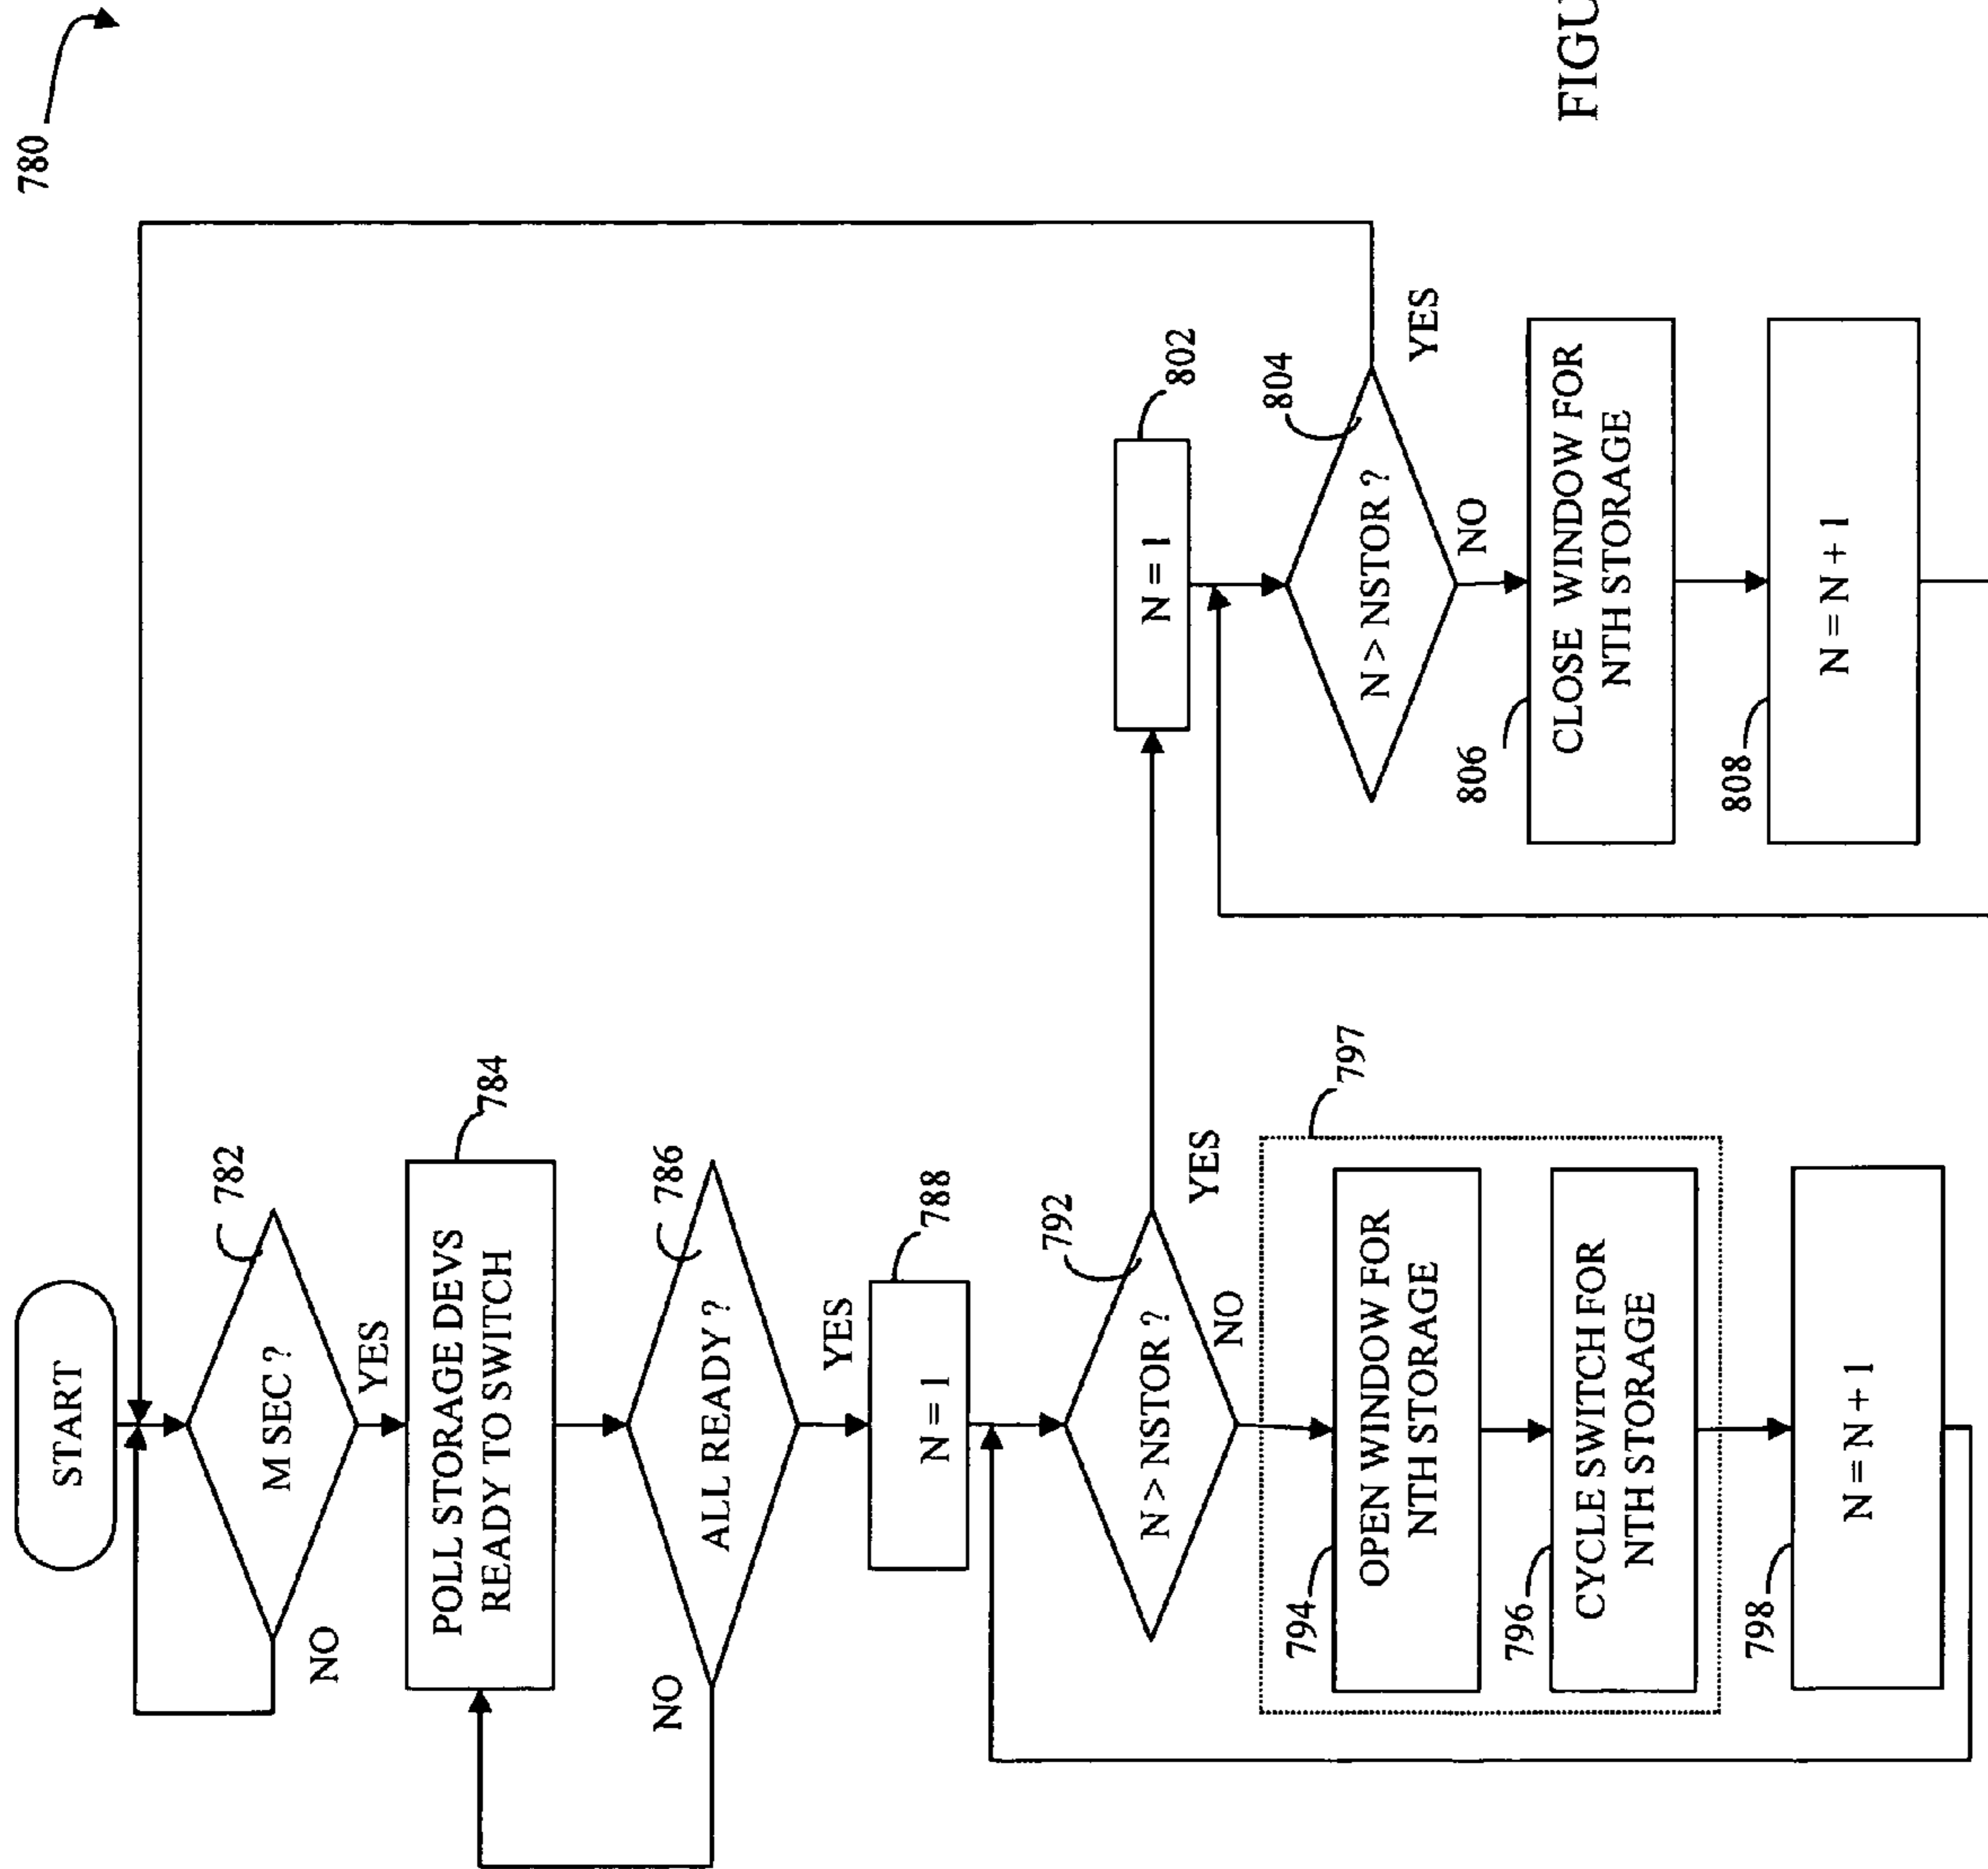 780
START
782
M SEC ?
NO
YES
784
POLL STORAGE DEVS
READY TO SWITCH
786
ALL READY ?
NO
YES
788
N = 1
792
N > NSTOR ?
YES
NO
797
794
OPEN WINDOW FOR
NTH STORAGE
796
CYCLE SWITCH FOR
NTH STORAGE
798
N = N + 1
802
N = 1
804
N > NSTOR ?
YES
NO
806
CLOSE WINDOW FOR
NTH STORAGE
808
N = N + 1